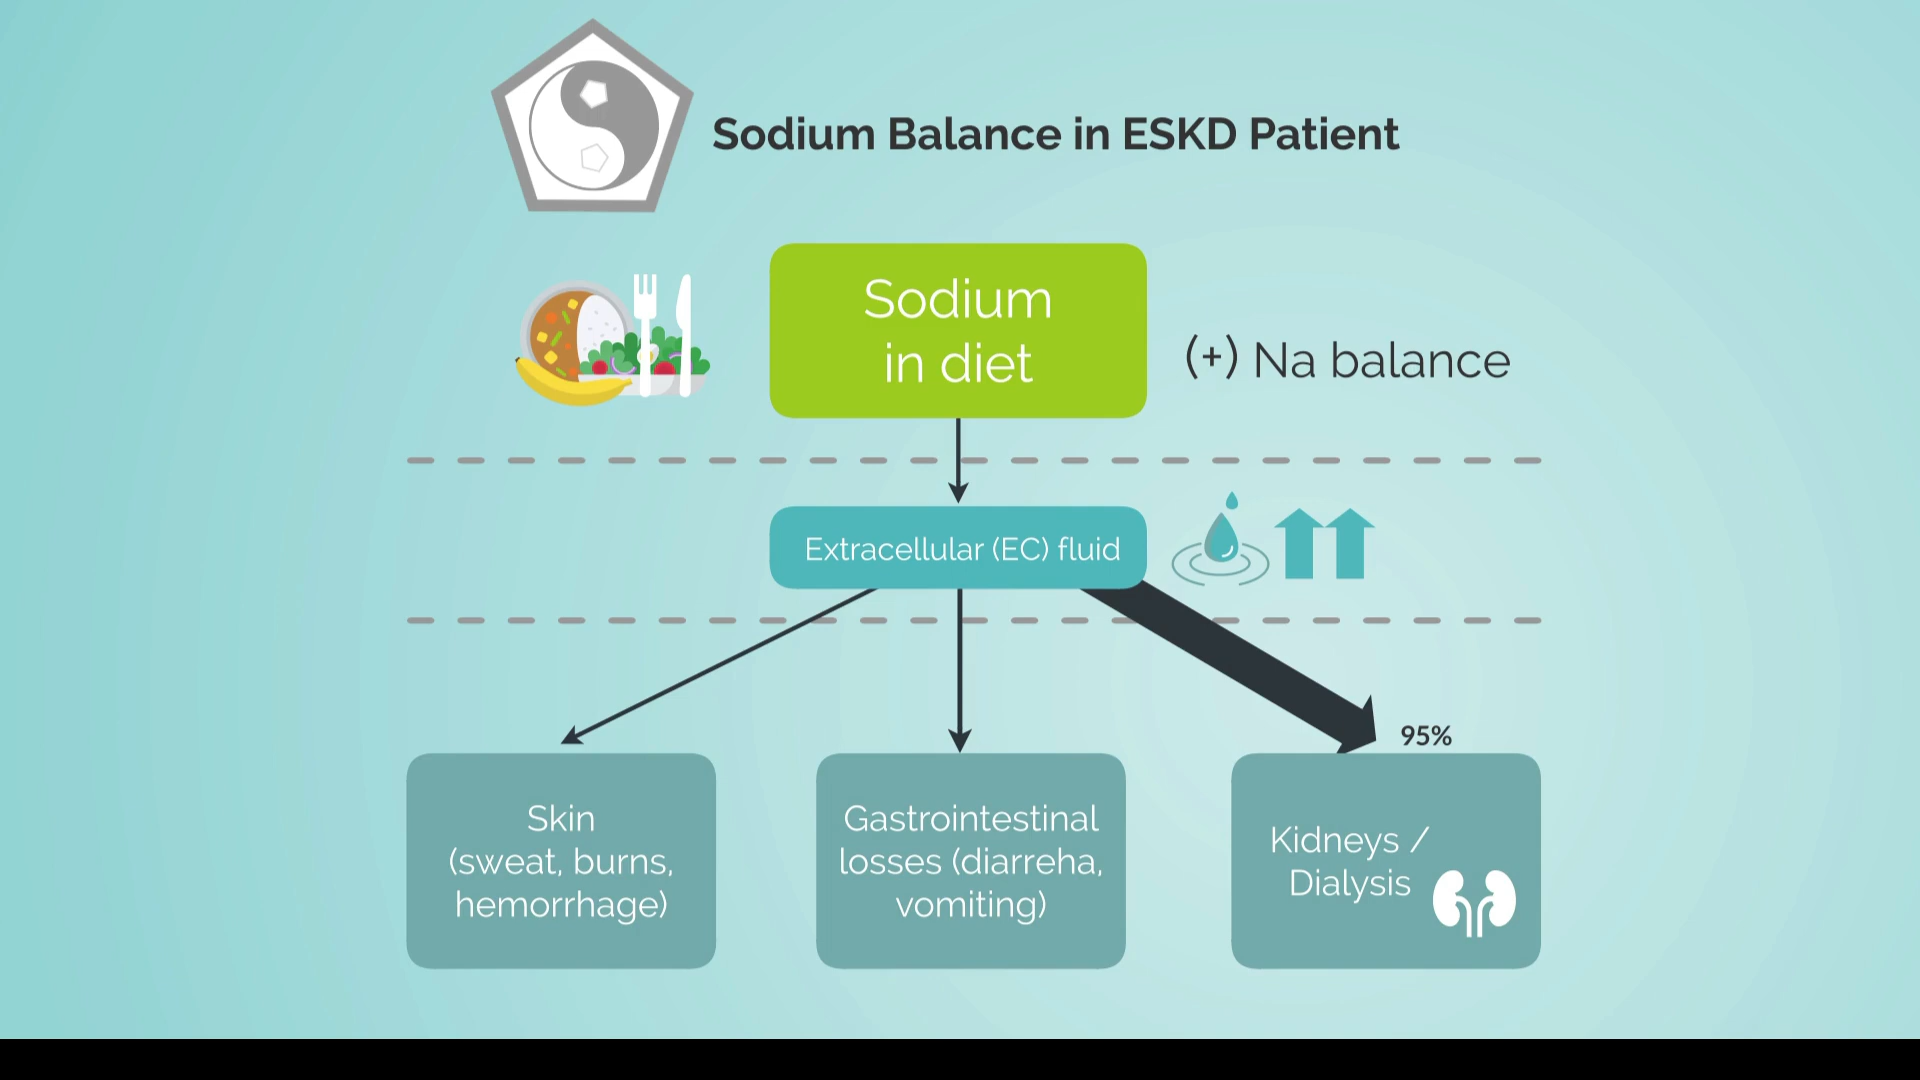 Sodium Balance in ESKD Patient
Sodium
in diet
(+) Na balance
Extracellular (EC) fluid
95%
Skin
(sweat, burns,
hemorrhage)
Gastrointestinal
losses (diarreha,
vomiting)
Kidneys /
Dialysis